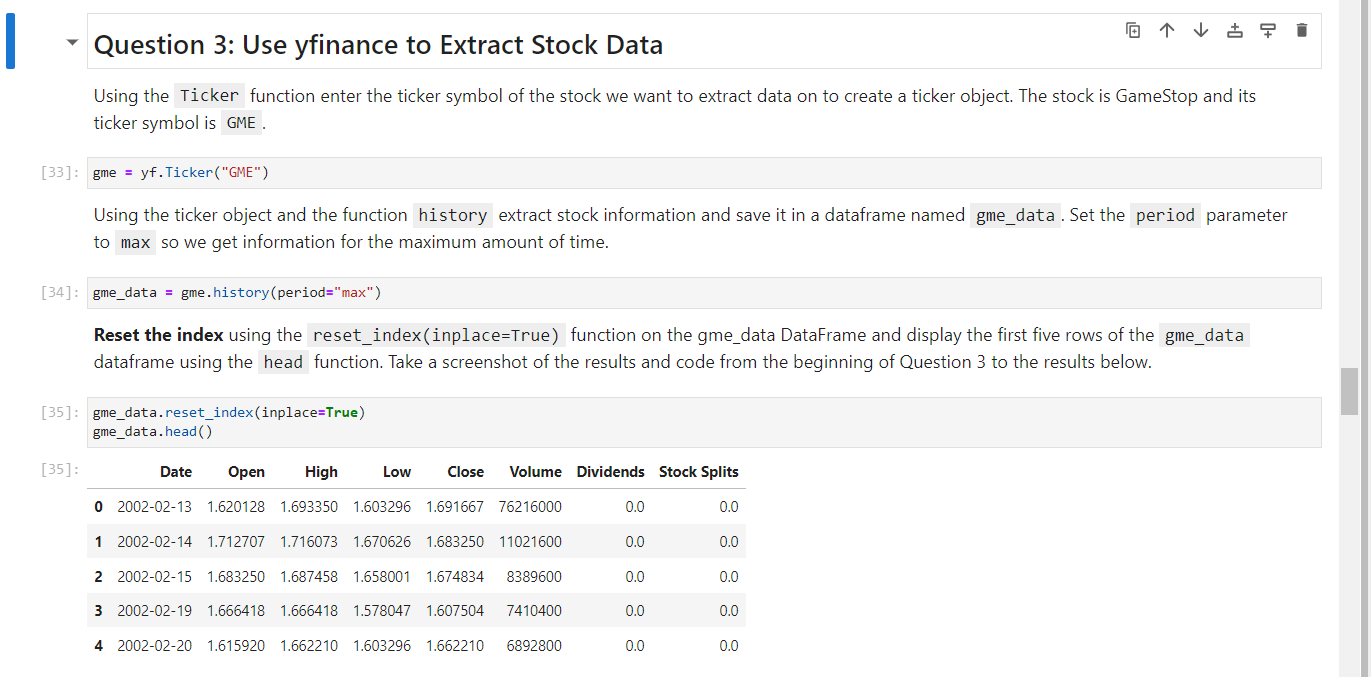 Question 3: Use yfinance to Extract Stock Data
Using the Ticker function enter the ticker symbol of the stock we want to extract data on to create a ticker object. The stock is GameStop and its
ticker symbol is GME .
[33]: gme = yf.Ticker("GME")
Using the ticker object and the function history extract stock information and save it in a dataframe named gme_data . Set the period parameter
to max so we get information for the maximum amount of time.
[34]: gme_data = gme.history(period="max")
Reset the index using the reset_index(inplace=True) function on the gme_data DataFrame and display the first five rows of the gme_data
dataframe using the head function. Take a screenshot of the results and code from the beginning of Question 3 to the results below.
[35]: gme_data.reset_index(inplace=True)
gme_data.head()
[35]: Date Open High Low Close Volume Dividends Stock Splits
0 2002-02-13 1.620128 1.693350 1.603296 1.691667 76216000 0.0 0.0
1 2002-02-14 1.712707 1.716073 1.670626 1.683250 11021600 0.0 0.0
2 2002-02-15 1.683250 1.687458 1.658001 1.674834 8389600 0.0 0.0
3 2002-02-19 1.666418 1.666418 1.578047 1.607504 7410400 0.0 0.0
4 2002-02-20 1.615920 1.662210 1.603296 1.662210 6892800 0.0 0.0